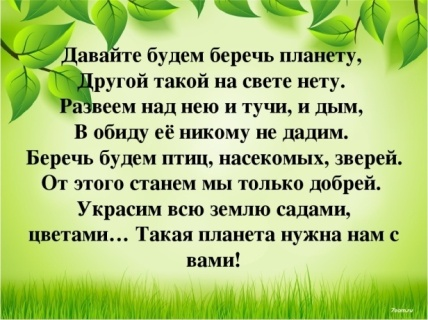 Давайте будем беречь планету,
Другой такой на свете нету.
Развеем над нею и тучи, и дым,
В обиду её никому не дадим.
Беречь будем птиц, насекомых, зверей.
От этого станем мы только добрей.
Украсим всю землю садами,
цветами… Такая планета нужна нам с
вами!